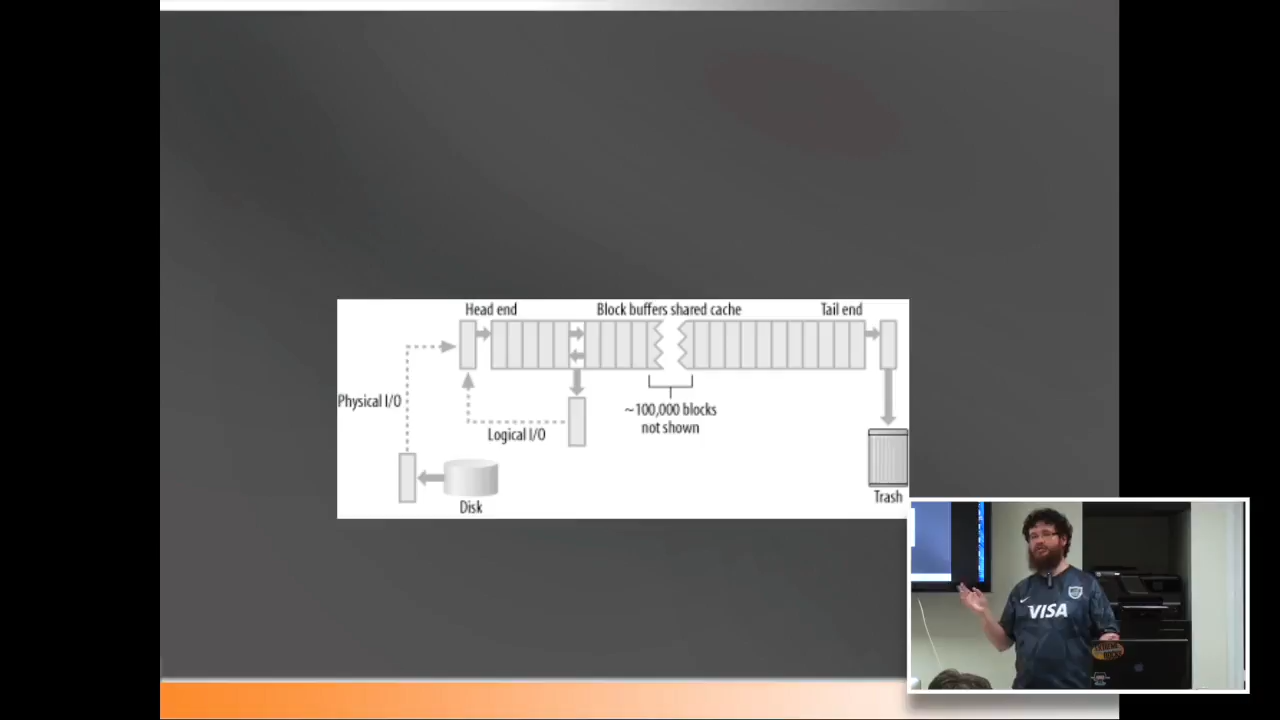 Head end
Block buffers shared cache
Tail end
Physical I/O
~100,000 blocks
not shown
Logical I/O
Disk
Trash
VISA